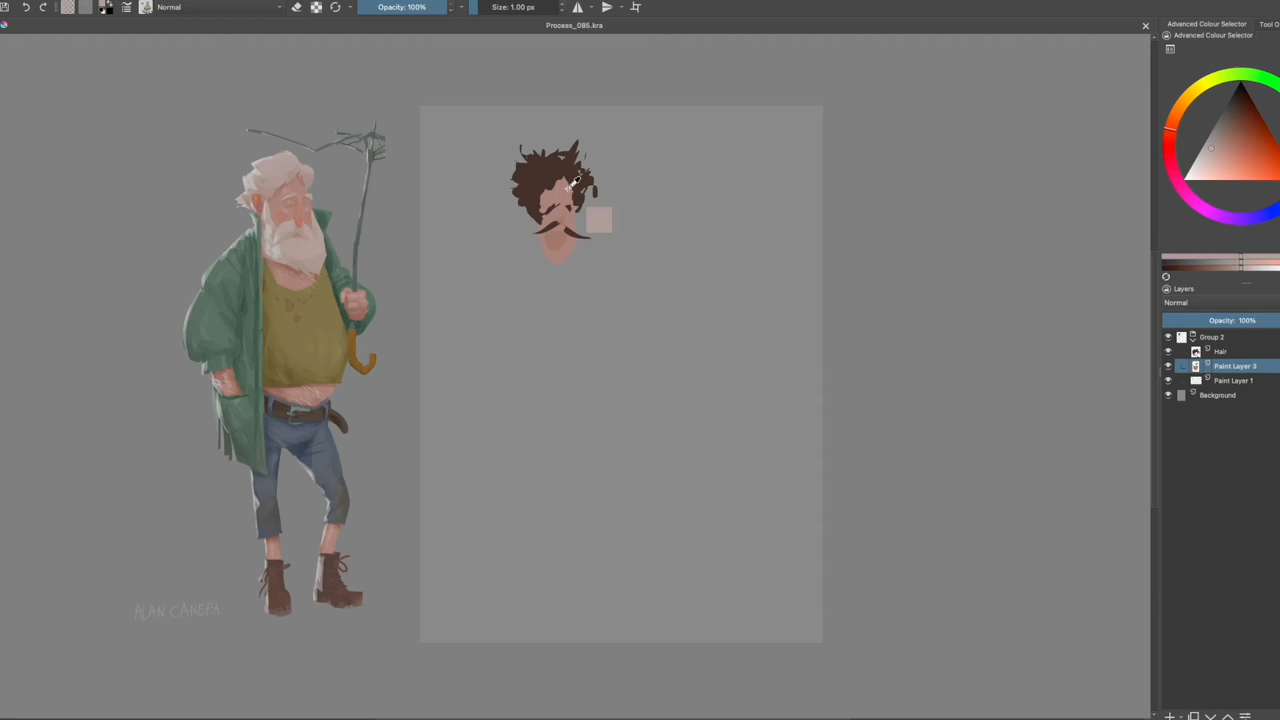 Normal
Opacity: 100%
Size: 1.00 px
Process_085.kra
Advanced Colour Selector
Tool O
Advanced Colour Selector
Layers
Normal
Opacity: 100%
Group 2
Hair
Paint Layer 3
Paint Layer 1
Background
ALAN CANEPA